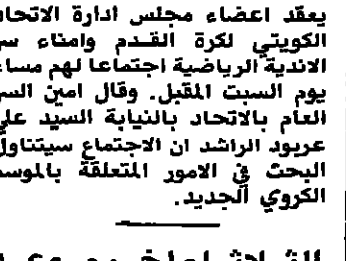 يعقد اعضاء مجلس ادارة الاتحاد
الكويتي لكرة القدم وامناء سر
الاندية الرياضية اجتماعا لهم مساء
يوم السبت المقبل. وقال امين السر
العام بالاتحاد بالنيابة السيد علي
عربود الراشد ان الاجتماع سيتناول
البحث في الامور المتعلقة بالموسم
الكروي الجديد.